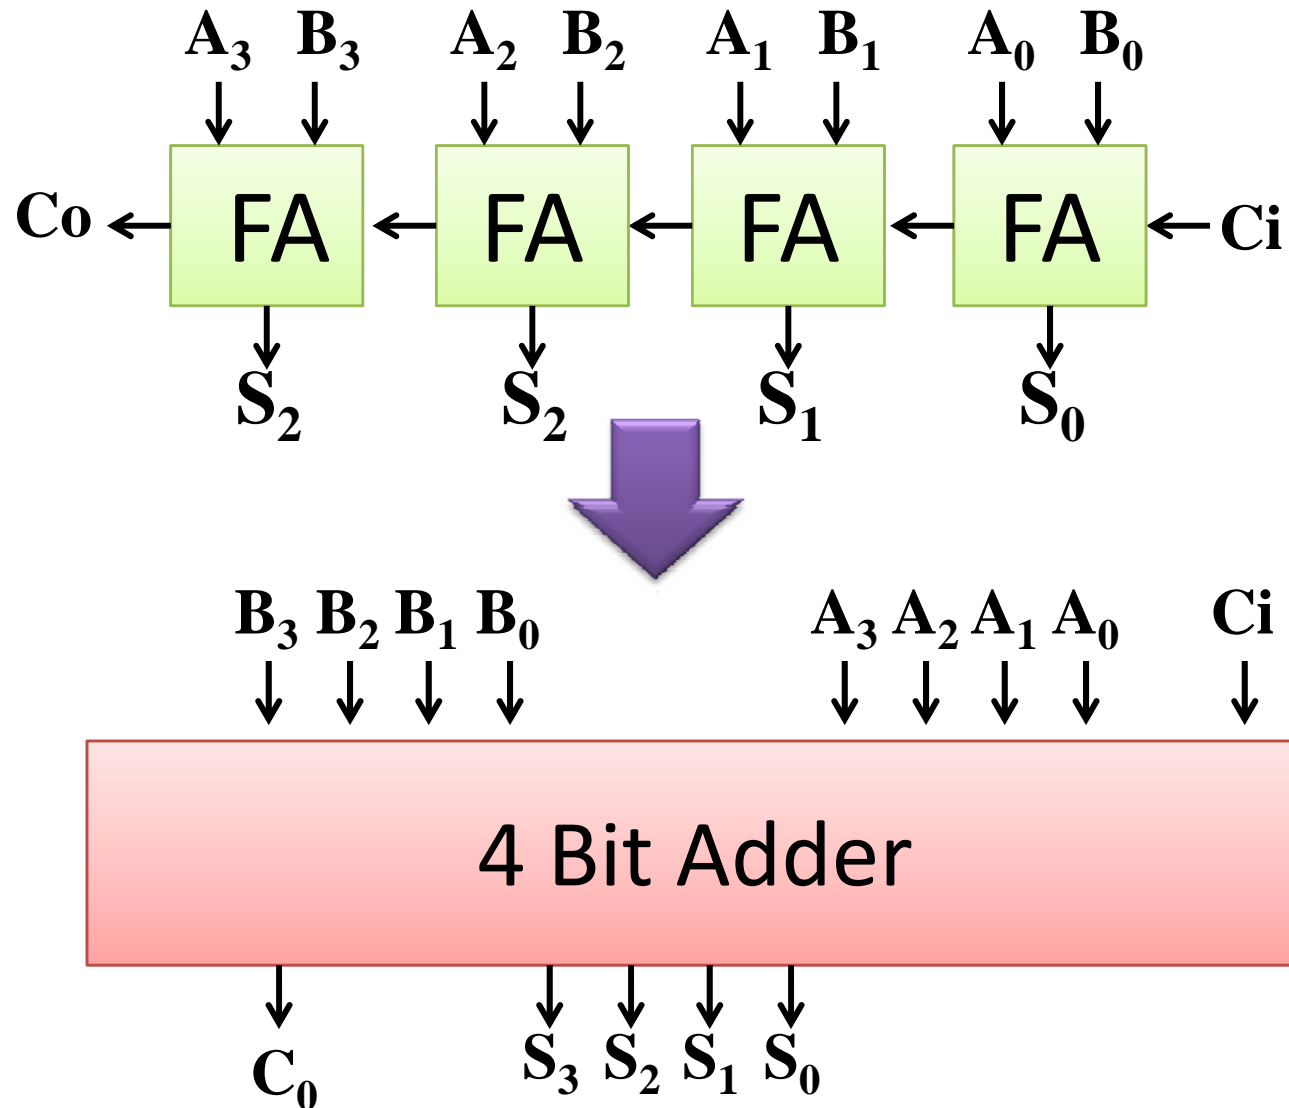 A₃ B₃ A₂ B₂ A₁ B₁ A₀ B₀
Co FA FA FA FA Ci
S₂ S₂ S₁ S₀
B₃ B₂ B₁ B₀ A₃ A₂ A₁ A₀ Ci
4 Bit Adder
C₀ S₃ S₂ S₁ S₀